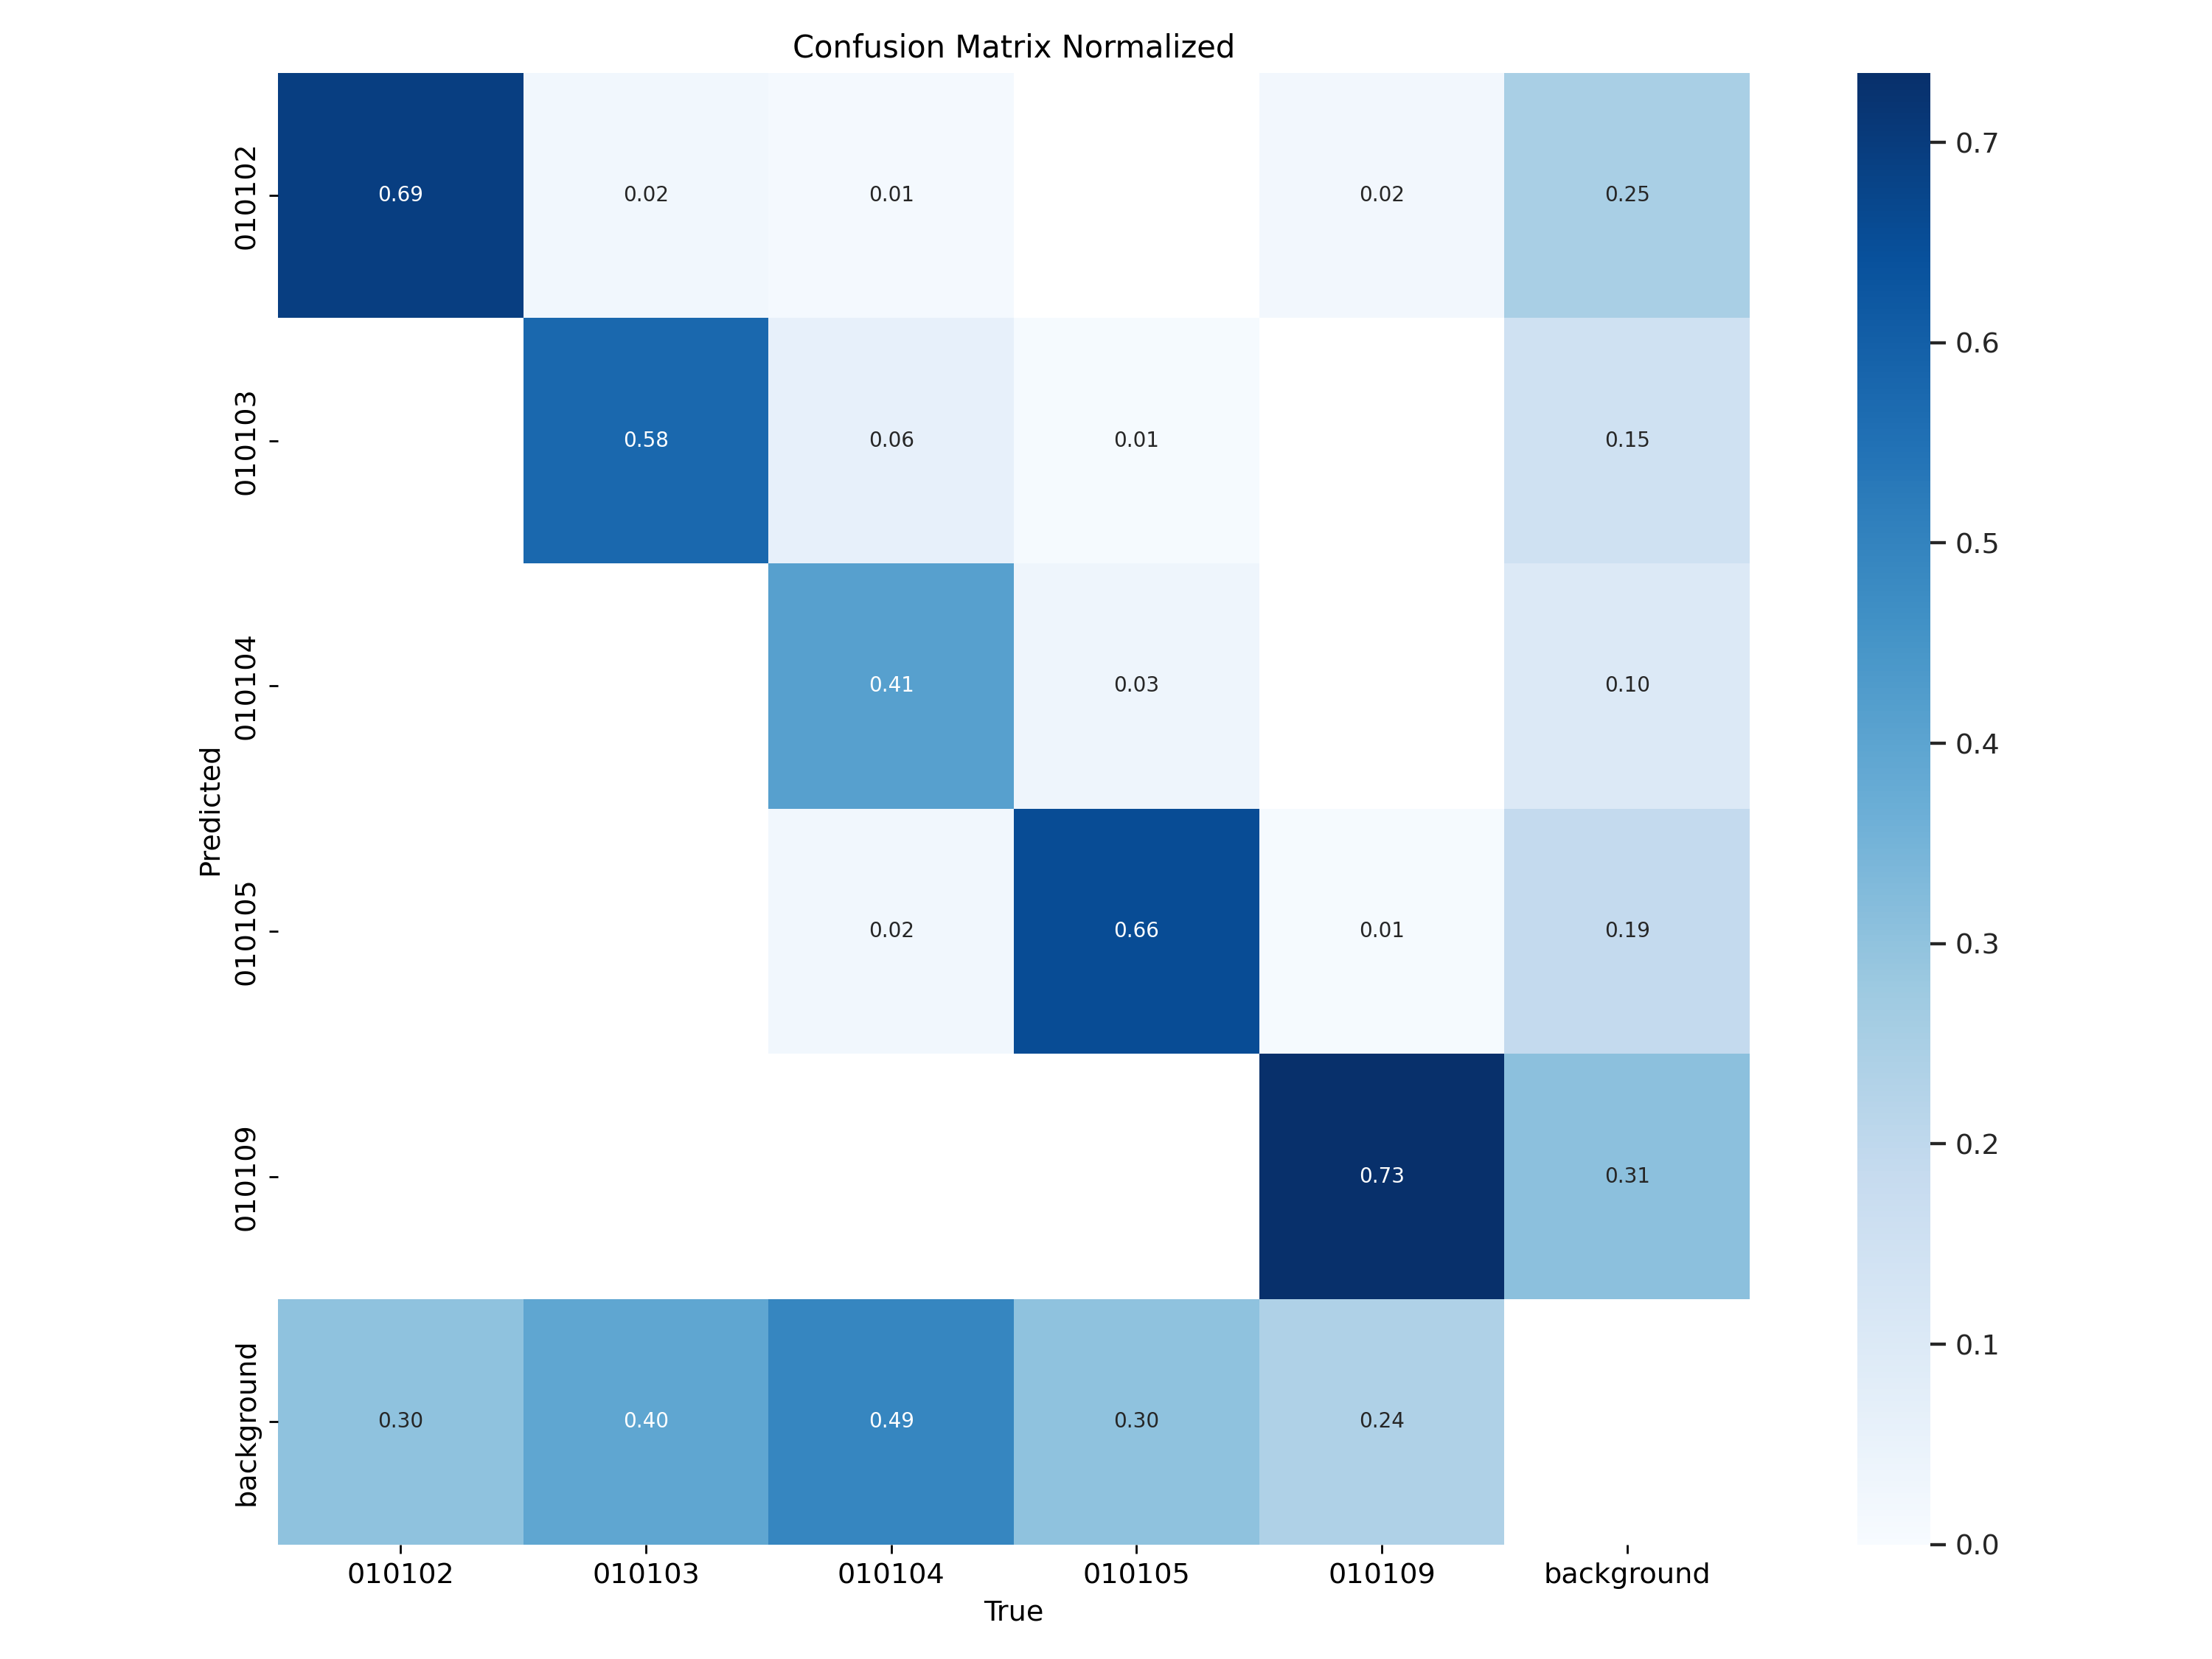 Confusion Matrix Normalized
010102
0.69 0.02 0.01 0.02 0.25
010103
0.58 0.06 0.01 0.15
010104
0.41 0.03 0.10
010105
0.02 0.66 0.01 0.19
010109
0.73 0.31
background
0.30 0.40 0.49 0.30 0.24
Predicted
010102 010103 010104 010105 010109 background
True
0.7
0.6
0.5
0.4
0.3
0.2
0.1
0.0